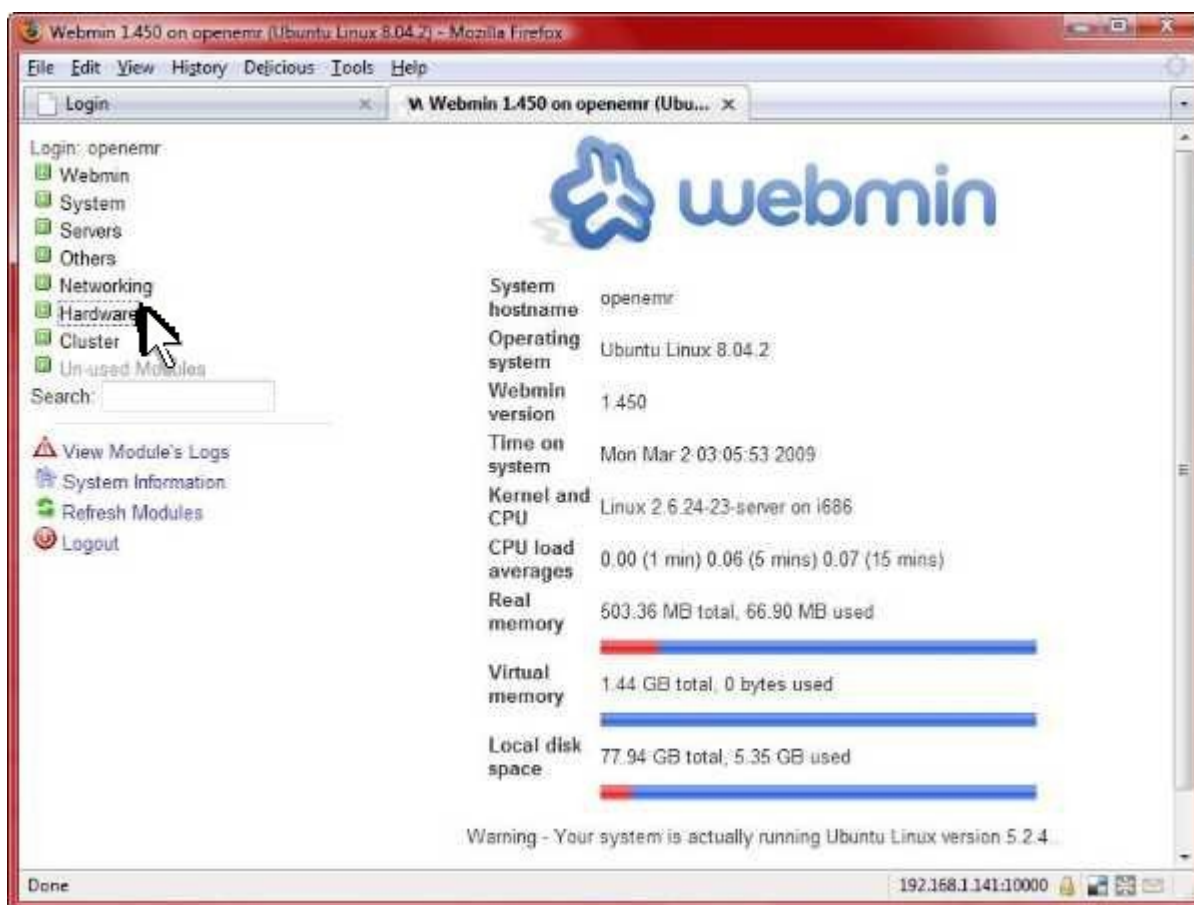 Webmin 1.450 on openemr (Ubuntu Linux 8.04.2) - Mozilla Firefox
File Edit View History Delicious Tools Help
Login
Webmin 1.450 on openemr (Ubu...
Login: openemr
Webmin
System
Servers
Others
Networking
Hardware
Cluster
Un-used Modules
Search:
View Module's Logs
System Information
Refresh Modules
Logout
webmin
System hostname
openemr
Operating system
Ubuntu Linux 8.04.2
Webmin version
1.450
Time on system
Mon Mar 2 03:05:53 2009
Kernel and CPU
Linux 2.6.24-23-server on i686
CPU load averages
0.00 (1 min) 0.06 (5 mins) 0.07 (15 mins)
Real memory
503.36 MB total, 66.90 MB used
Virtual memory
1.44 GB total, 0 bytes used
Local disk space
77.94 GB total, 5.35 GB used
Warning - Your system is actually running Ubuntu Linux version 5.2.4.
Done
192.168.1.141:10000